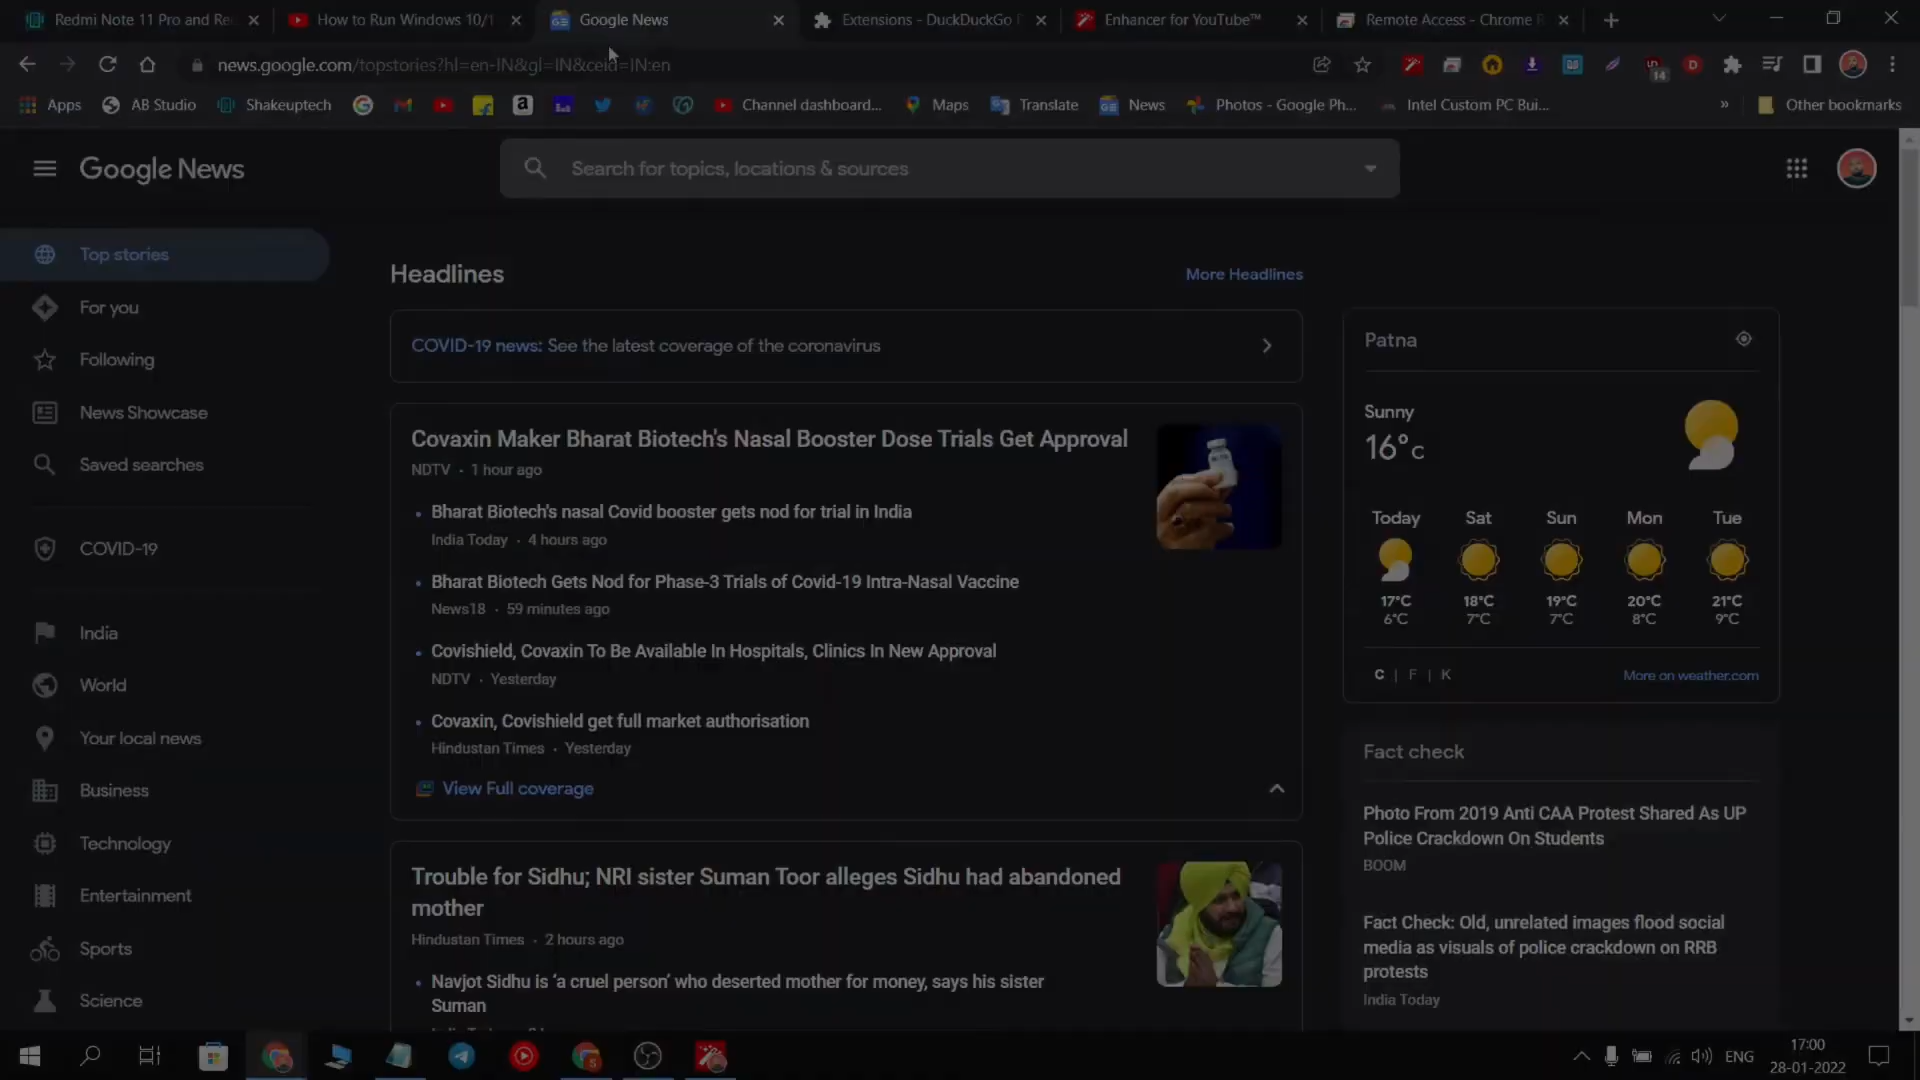 Redmi Note 11 Pro and Re
How to Run Windows 10/1
Google News
Extensions - DuckDuckGo
Enhancer for YouTube™
Remote Access - Chrome R
news.google.com/topstories?hl=en-IN&gl=IN&ceid=IN:en
14
Apps
AB Studio
Shakeuptech
Channel dashboard...
Maps
Translate
News
Photos - Google Ph...
Intel Custom PC Bui...
»
Other bookmarks
Google News
Search for topics, locations & sources
Top stories
For you
Following
News Showcase
Saved searches
COVID-19
India
World
Your local news
Business
Technology
Entertainment
Sports
Science
Headlines
More Headlines
COVID-19 news: See the latest coverage of the coronavirus
Covaxin Maker Bharat Biotech's Nasal Booster Dose Trials Get Approval
NDTV · 1 hour ago
Bharat Biotech's nasal Covid booster gets nod for trial in India
India Today · 4 hours ago
Bharat Biotech Gets Nod for Phase-3 Trials of Covid-19 Intra-Nasal Vaccine
News18 · 59 minutes ago
Covishield, Covaxin To Be Available In Hospitals, Clinics In New Approval
NDTV · Yesterday
Covaxin, Covishield get full market authorisation
Hindustan Times · Yesterday
View Full coverage
Trouble for Sidhu; NRI sister Suman Toor alleges Sidhu had abandoned
mother
Hindustan Times · 2 hours ago
Navjot Sidhu is ‘a cruel person’ who deserted mother for money, says his sister
Suman
Patna
Sunny
16°C
Today Sat Sun Mon Tue
17°C 18°C 19°C 20°C 21°C
6°C 7°C 7°C 8°C 9°C
C | F | K
More on weather.com
Fact check
Photo From 2019 Anti CAA Protest Shared As UP
Police Crackdown On Students
BOOM
Fact Check: Old, unrelated images flood social
media as visuals of police crackdown on RRB
protests
India Today
ENG
17:00
28-01-2022